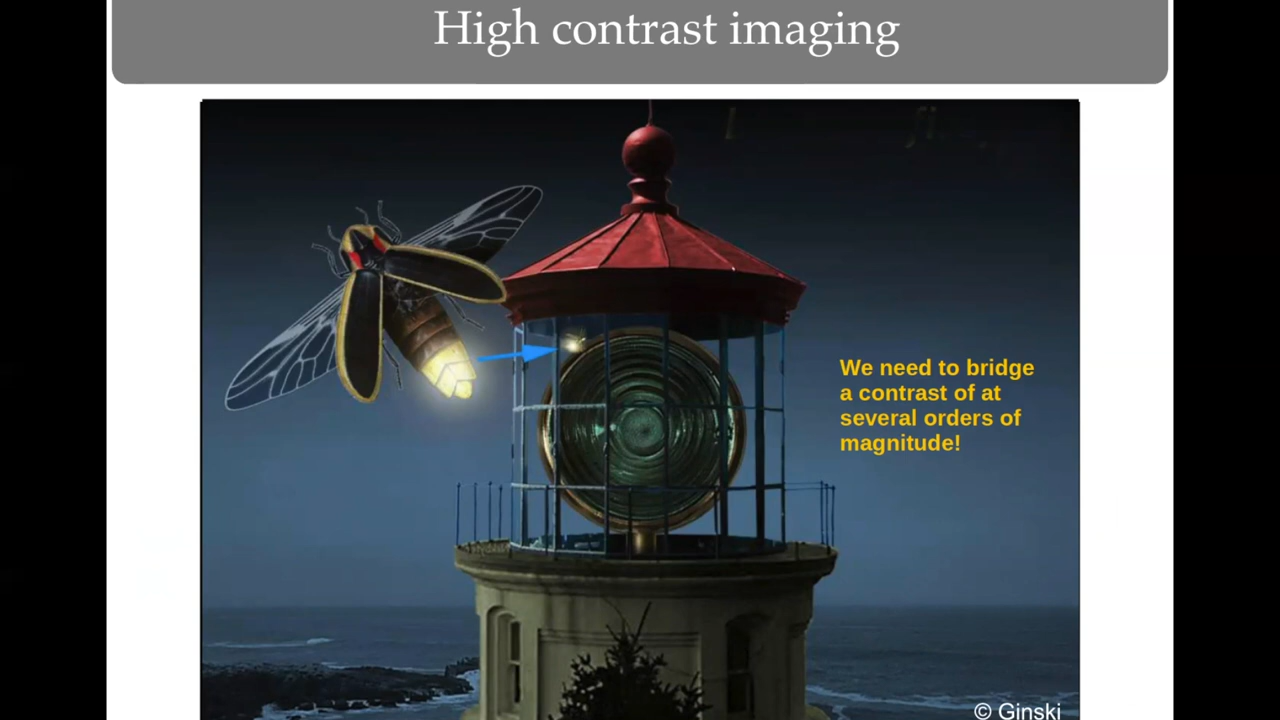 High contrast imaging
We need to bridge
a contrast of at
several orders of
magnitude!
© Ginski